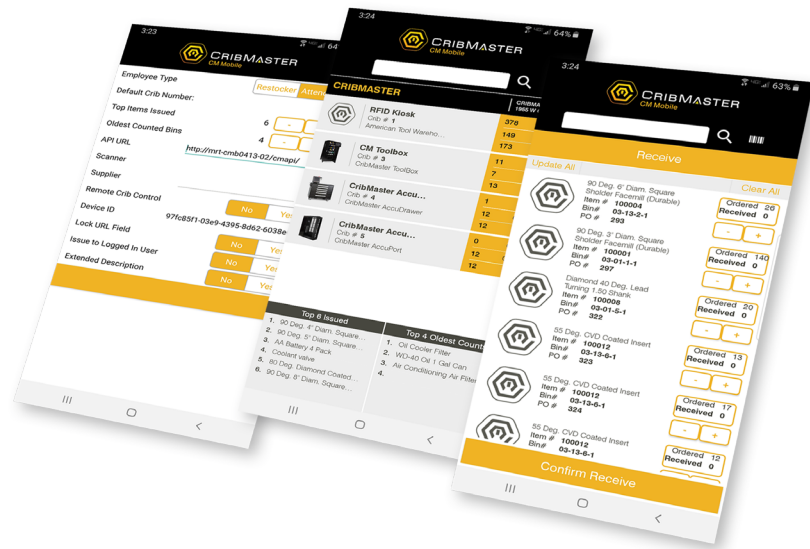 3:23
64
CRIBMASTER
CM Mobile
Employee Type
Restocker
Default Crib Number:
Top Items Issued
6 -
Oldest Counted Bins
4 -
API URL
http://mrt-cmb0413-02/cmapi/
Scanner
Supplier
Remote Crib Control
No
Device ID
97fc85f1-03e9-4395-8d62-6038e
Lock URL Field
No
Issue to Logged In User
No
Extended Description
No
3:24
64%
CRIBMASTER
CM Mobile
CRIBMASTER
RFID Kiosk
Crib # 1
American Tool Wareho...
378
149
173
CM Toolbox
Crib # 3
CribMaster ToolBox
11
7
13
CribMaster Accu...
Crib # 4
CribMaster AccuDrawer
1
12
12
CribMaster Accu...
Crib # 5
CribMaster AccuPort
0
12
12
Top 6 Issued
1. 90 Deg. 4" Diam. Square...
2. 90 Deg. 5" Diam. Square...
3. AA Battery 4 Pack
4. Coolant valve
5. 80 Deg. Diamond Coated...
6. 90 Deg. 8" Diam. Square...
Top 4 Oldest Counts
1. Oil Cooler Filter
2. WD-40 Oil 1 Gal Can
3. Air Conditioning Air Filter
4.
3:24
63%
CRIBMASTER
CM Mobile
Receive
Update All
Clear All
90 Deg. 6' Diam. Square
Sholder Facemill (Durable)
Item # 100004
Bin# 03-13-2-1
PO # 293
Ordered 26
Received 0
- +
90 Deg. 3' Diam. Square
Sholder Facemill (Durable)
Item # 100001
Bin# 03-01-1-1
PO # 297
Ordered 140
Received 0
- +
Diamond 40 Deg. Lead
Turning 1.50 Shank
Item # 100008
Bin# 03-01-5-1
PO # 322
Ordered 20
Received 0
- +
55 Deg. CVD Coated Insert
Item # 100012
Bin# 03-13-6-1
PO # 323
Ordered 13
Received 0
- +
55 Deg. CVD Coated Insert
Item # 100012
Bin# 03-13-6-1
PO # 324
Ordered 17
Received 0
- +
55 Deg. CVD Coated Insert
Item # 100012
Bin# 03-13-6-1
Ordered 12
Received 0
Confirm Receive